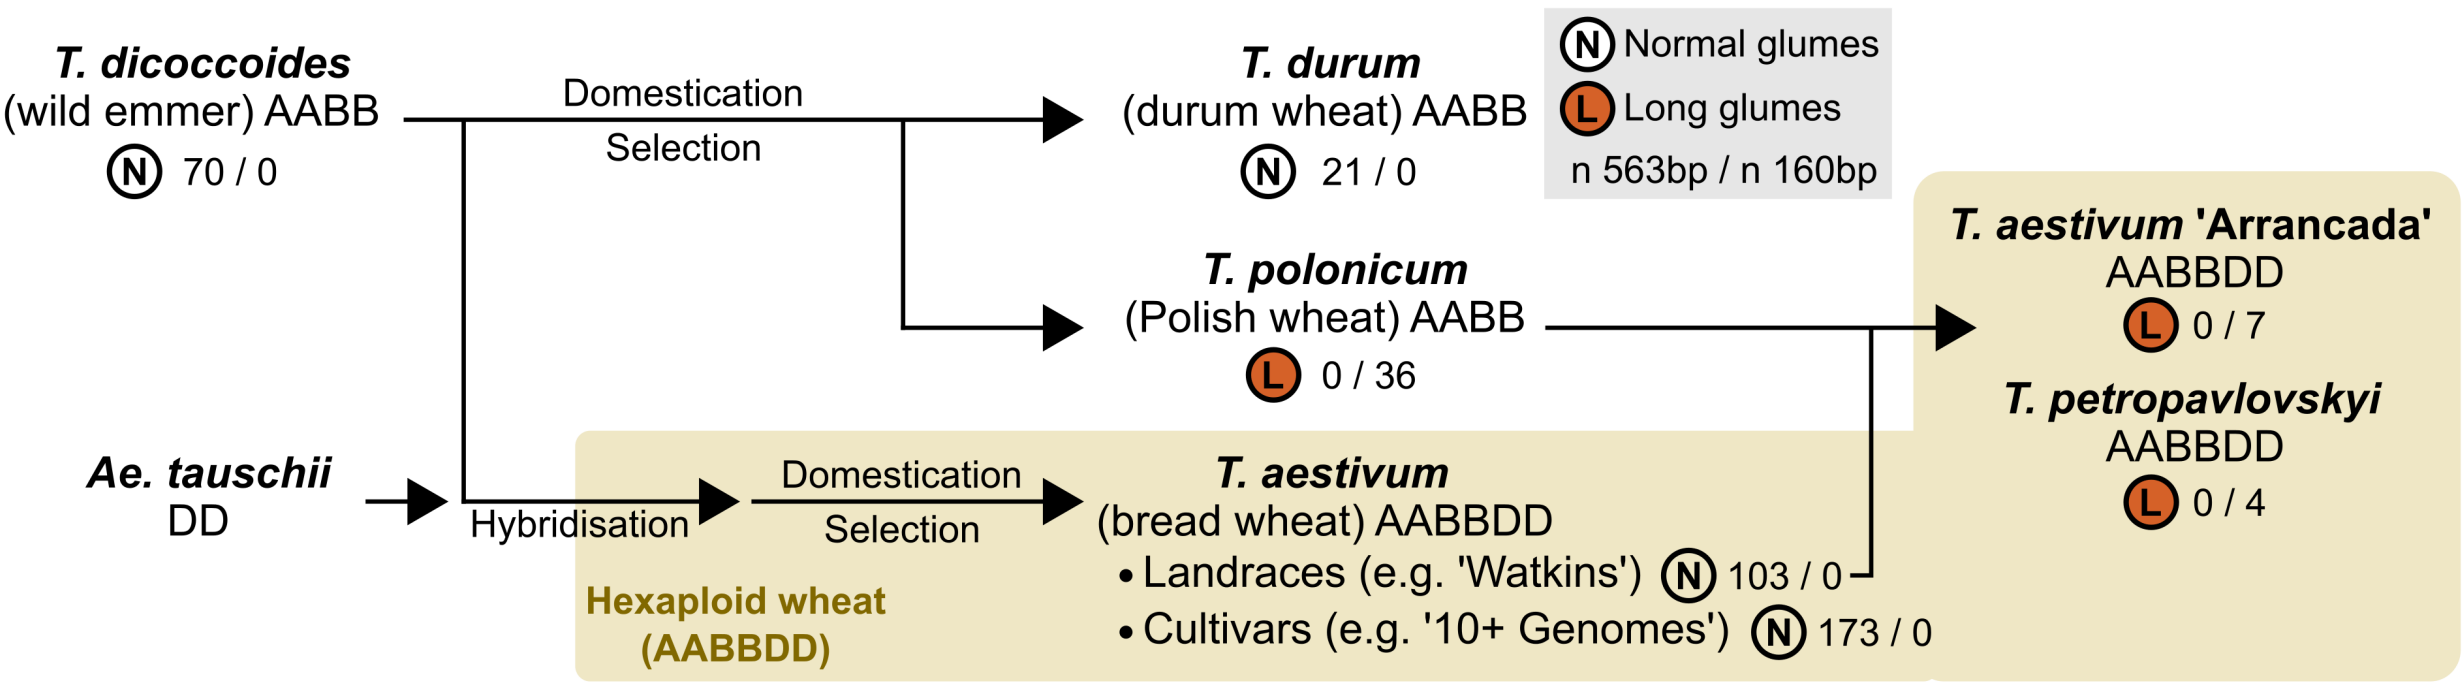 T. dicoccoides
(wild emmer) AABB
N 70 / 0
Domestication
Selection
T. durum
(durum wheat) AABB
N 21 / 0
N Normal glumes
L Long glumes
n 563bp / n 160bp
T. polonicum
(Polish wheat) AABB
L 0 / 36
T. aestivum 'Arrancada'
AABBDD
L 0 / 7
T. petropavlovskyi
AABBDD
L 0 / 4
Ae. tauschii
DD
Hybridisation
Domestication
Selection
T. aestivum
(bread wheat) AABBDD
• Landraces (e.g. 'Watkins') N 103 / 0
• Cultivars (e.g. '10+ Genomes') N 173 / 0
Hexaploid wheat
(AABBDD)